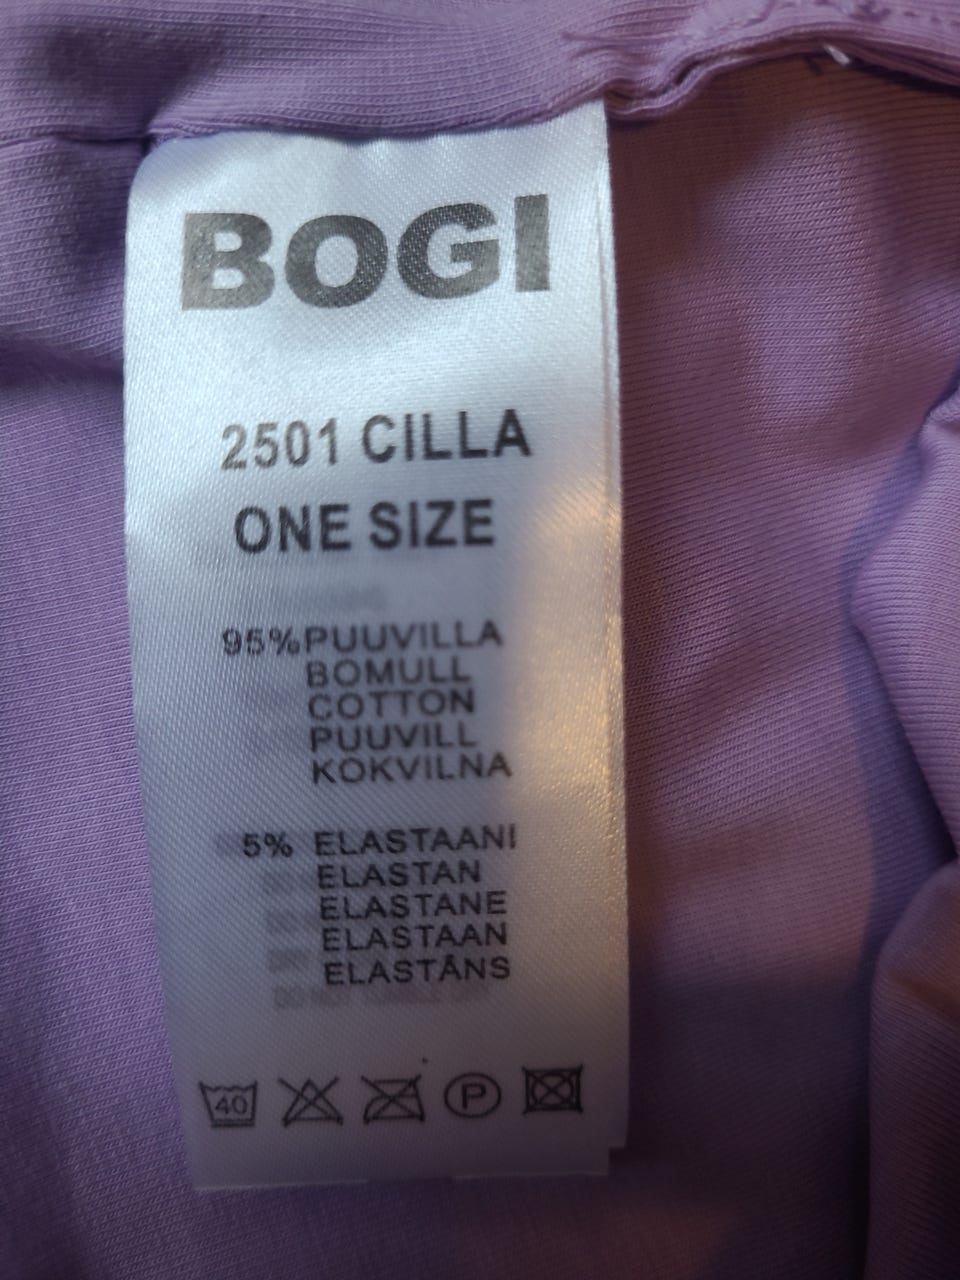 BOGI
2501 CILLA
ONE SIZE
95% PUUVILLA
BOMULL
COTTON
PUUVILL
KOKVILNA
5% ELASTAANI
ELASTAN
ELASTANE
ELASTAAN
ELASTĀNS
40 P